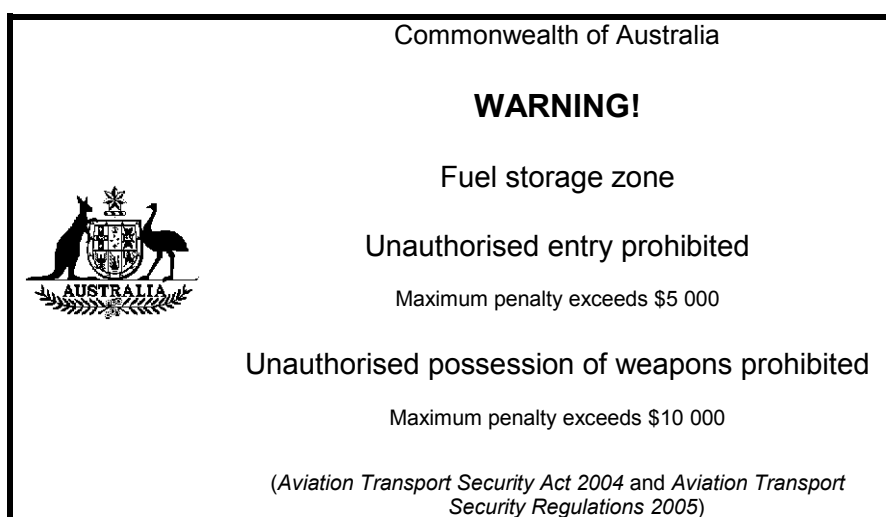 Commonwealth of Australia
WARNING!
Fuel storage zone
Unauthorised entry prohibited
Maximum penalty exceeds $5 000
AUSTRALIA
Unauthorised possession of weapons prohibited
Maximum penalty exceeds $10 000
(Aviation Transport Security Act 2004 and Aviation Transport
Security Regulations 2005)